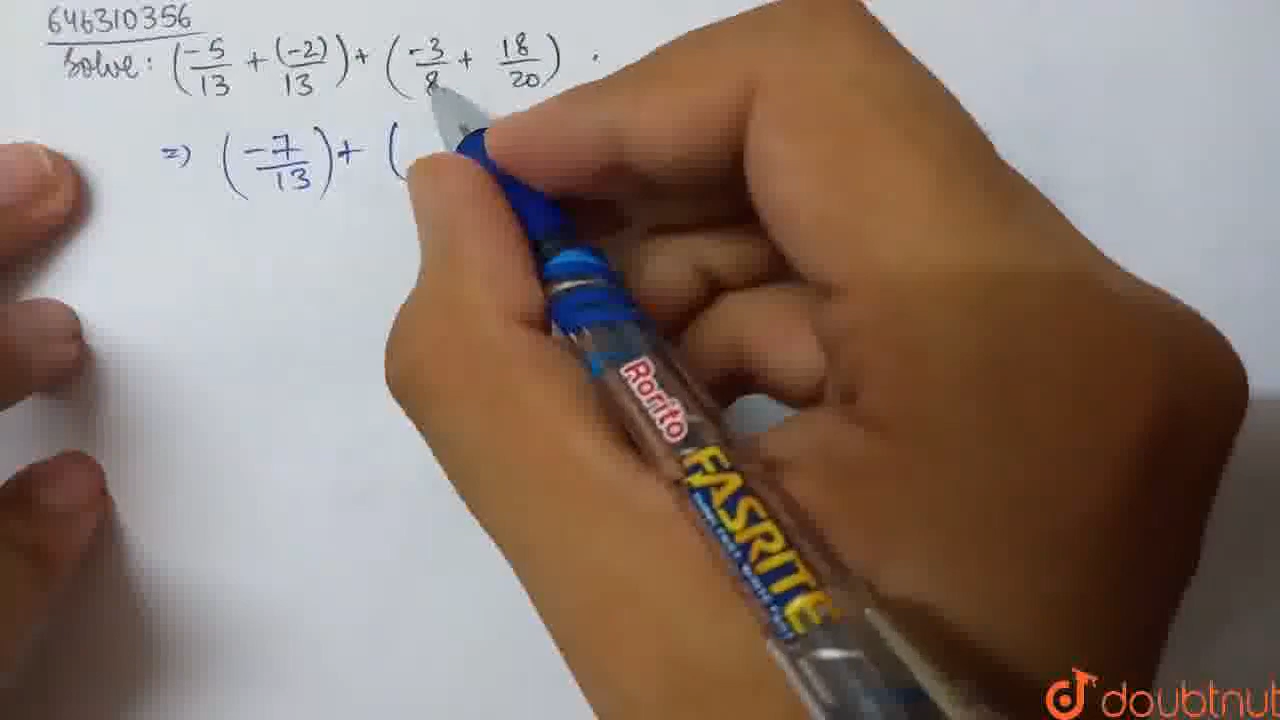 646310356
Solve: (-5/13 + (-2)/13) + (-3/8 + 18/20).
=) (-7/13) + (
Rorito
FASRITE
doubtnut